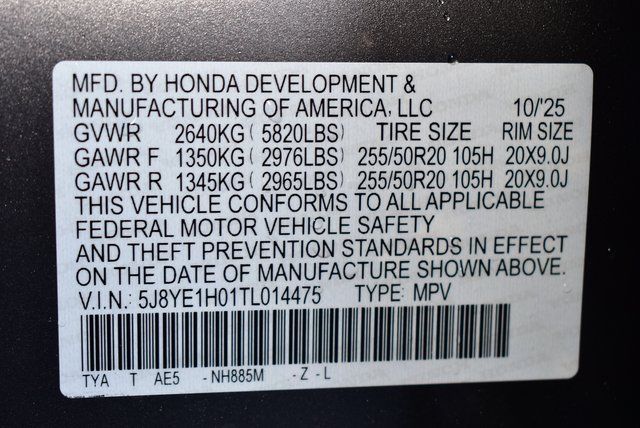 MFD. BY HONDA DEVELOPMENT &
MANUFACTURING OF AMERICA, LLC 10/'25
GVWR 2640KG ( 5820LBS) TIRE SIZE RIM SIZE
GAWR F 1350KG ( 2976LBS) 255/50R20 105H 20X9.0J
GAWR R 1345KG ( 2965LBS) 255/50R20 105H 20X9.0J
THIS VEHICLE CONFORMS TO ALL APPLICABLE
FEDERAL MOTOR VEHICLE SAFETY
AND THEFT PREVENTION STANDARDS IN EFFECT
ON THE DATE OF MANUFACTURE SHOWN ABOVE.
V.I.N.: 5J8YE1H01TL014475 TYPE: MPV
TYA T AE5 - NH885M - Z - L